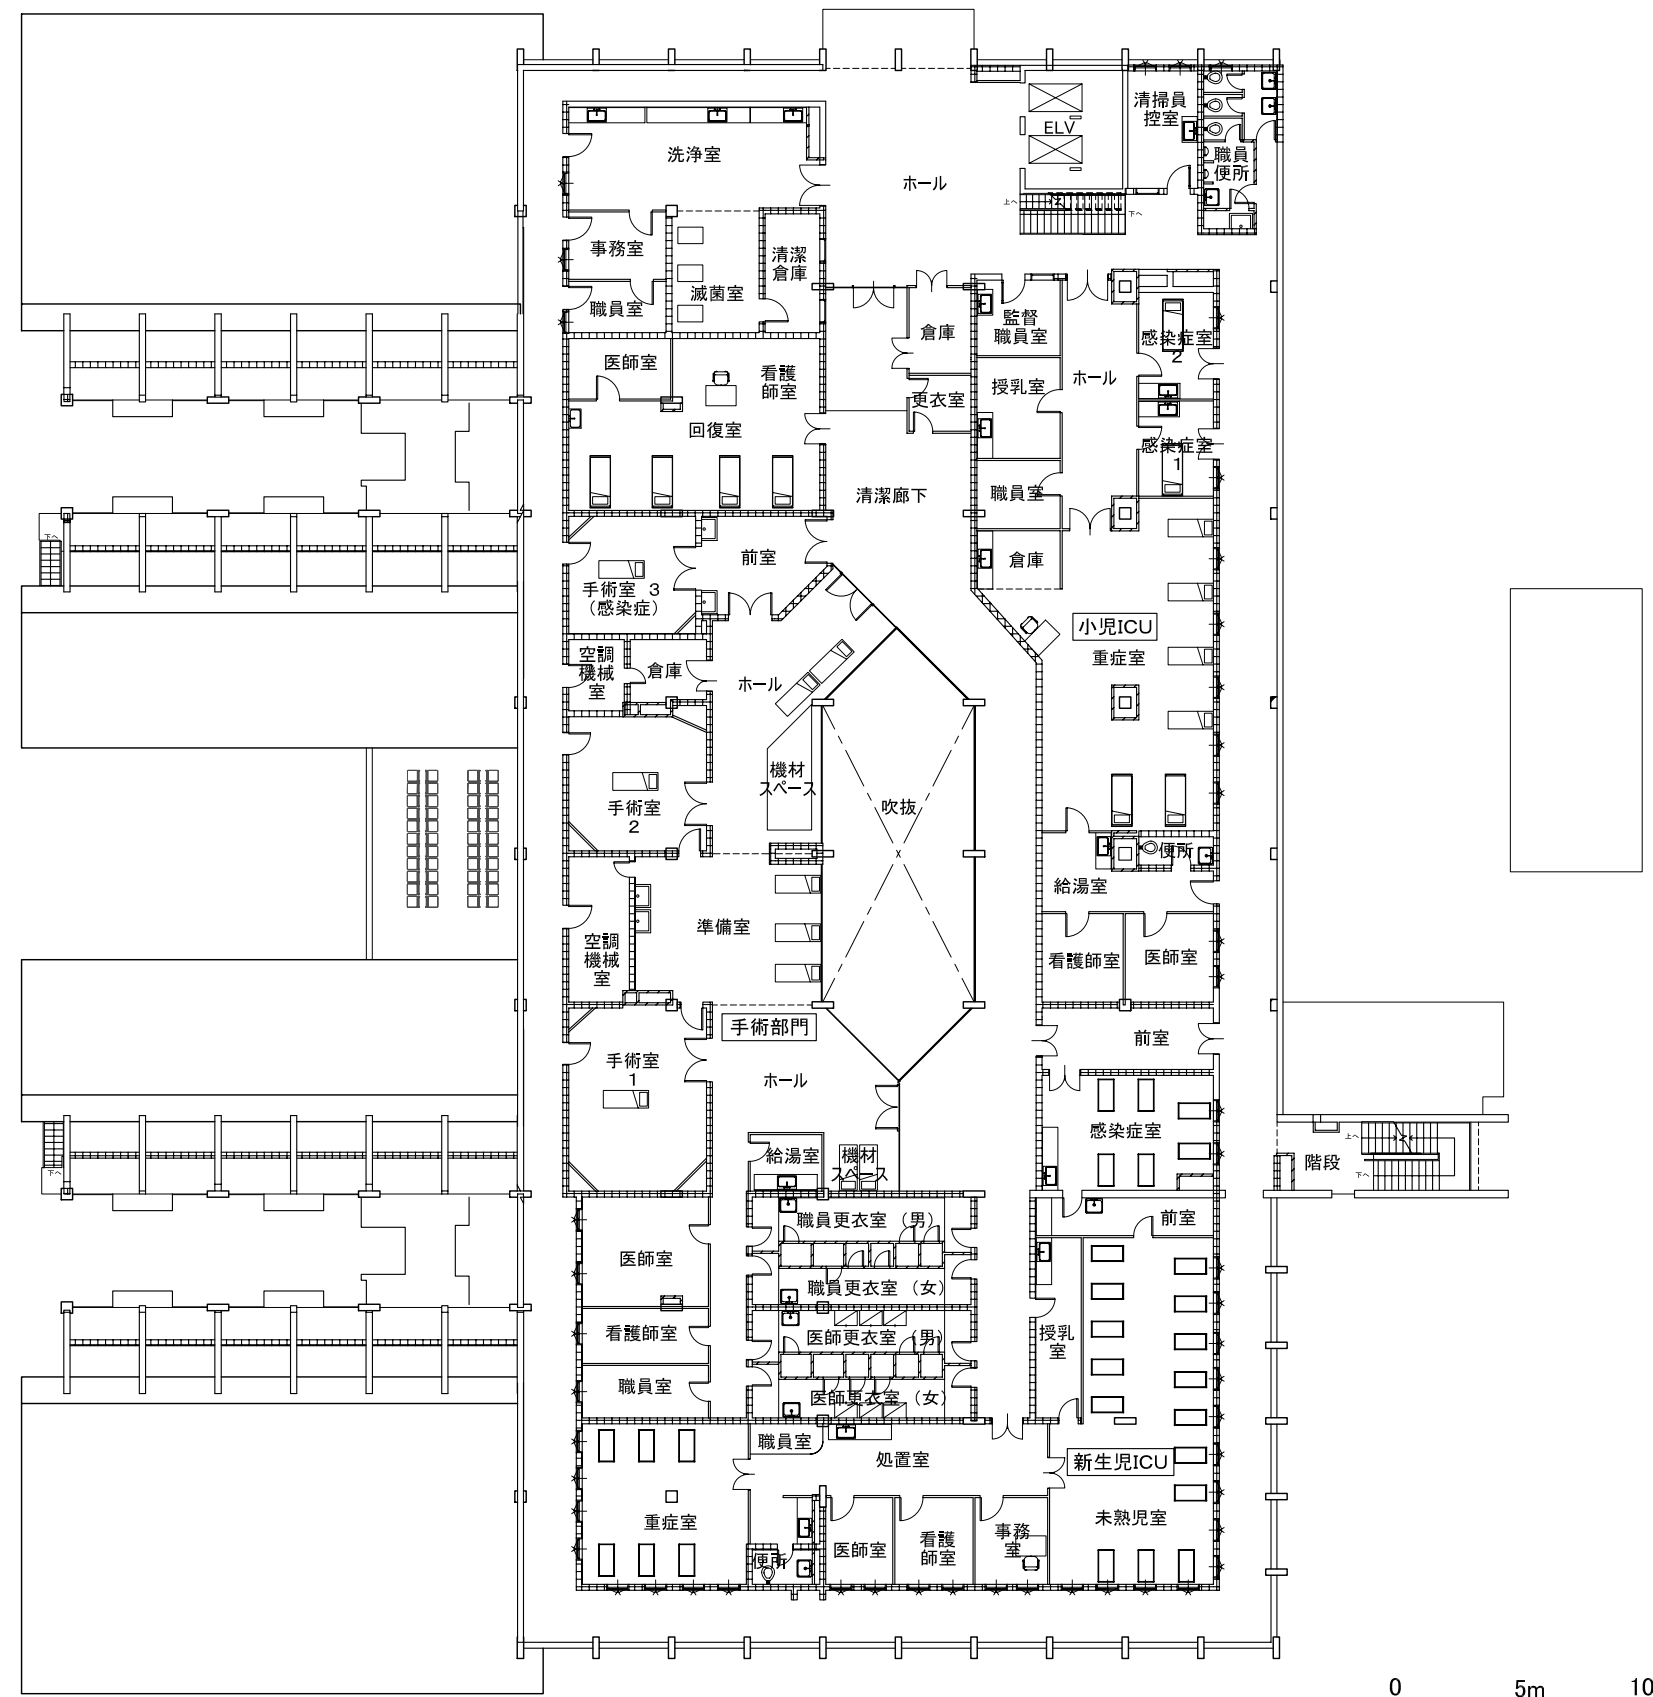 清掃員
控室
ELV
職員
便所
洗浄室
ホール
上へ
下へ
事務室
清潔
倉庫
滅菌室
職員室
監督
職員室
倉庫
感染症室
2
医師室
看護
師室
授乳室
ホール
更衣室
回復室
感染症室
1
清潔廊下
職員室
下へ
前室
倉庫
手術室 3
(感染症)
小児ICU
重症室
空調
機械
室
倉庫
ホール
機材
スペース
吹抜
手術室
2
便所
給湯室
準備室
空調
機械
室
看護師室
医師室
手術部門
前室
手術室
1
ホール
感染症室
上へ
下へ
階段
下へ
給湯室
機材
スペース
職員更衣室 (男)
前室
医師室
職員更衣室 (女)
看護師室
医師更衣室 (男)
授乳
室
職員室
医師更衣室 (女)
職員室
処置室
新生児ICU
重症室
未熟児室
便所
医師室
看護
師室
事務
室
0
5m
10